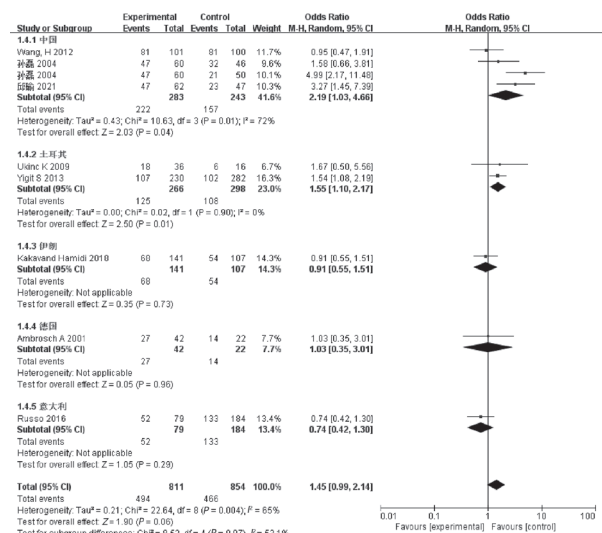 Experimental Control Odds Ratio Odds Ratio
Study or Subgroup Events Total Events Total Weight M-H, Random, 95% CI M-H, Random, 95% CI
1.4.1 中国
Wang, H 2012 81 101 81 100 11.7% 0.95 [0.47, 1.91]
孙磊 2004 47 60 32 46 11.0% 1.58 [0.66, 3.81]
孙磊 2004 47 60 21 50 4.99 [2.17, 11.48]
邱瑜 2021 47 62 23 47 3.27 [1.45, 7.39]
Subtotal (95% CI) 283 243 41.6% 2.19 [1.03, 4.66]
Total events 222 157
Heterogeneity: Tau² = 0.43; Chi² = 10.63, df = 3 (P = 0.01); I² = 72%
Test for overall effect: Z = 2.03 (P = 0.04)
1.4.2 土耳其
Ukinc K 2009 18 36 6 16 6.7% 1.67 [0.50, 5.56]
Yigit S 2013 107 230 102 282 16.3% 1.54 [1.08, 2.19]
Subtotal (95% CI) 266 298 23.0% 1.55 [1.10, 2.17]
Total events 125 108
Heterogeneity: Tau² = 0.00; Chi² = 0.02, df = 1 (P = 0.90); I² = 0%
Test for overall effect: Z = 2.50 (P = 0.01)
1.4.3 伊朗
Kakavand Hamidi 2018 68 141 54 107 14.3% 0.91 [0.55, 1.51]
Subtotal (95% CI) 141 107 14.3% 0.91 [0.55, 1.51]
Total events 68 54
Heterogeneity: Not applicable
Test for overall effect: Z = 0.35 (P = 0.73)
1.4.4 德国
Ambrosch A 2001 27 42 14 22 7.7% 1.03 [0.35, 3.01]
Subtotal (95% CI) 42 22 7.7% 1.03 [0.35, 3.01]
Total events 27 14
Heterogeneity: Not applicable
Test for overall effect: Z = 0.05 (P = 0.96)
1.4.5 意大利
Russo 2016 52 79 133 184 13.4% 0.74 [0.42, 1.30]
Subtotal (95% CI) 79 184 13.4% 0.74 [0.42, 1.30]
Total events 52 133
Heterogeneity: Not applicable
Test for overall effect: Z = 1.05 (P = 0.29)
Total (95% CI) 811 854 100.0% 1.45 [0.99, 2.14]
Total events 494 466
Heterogeneity: Tau² = 0.21; Chi² = 22.64, df = 8 (P = 0.004); I² = 65%
Test for overall effect: Z = 1.90 (P = 0.06)
0.01 0.1 1 10 100
Favours [experimental] Favours [control]